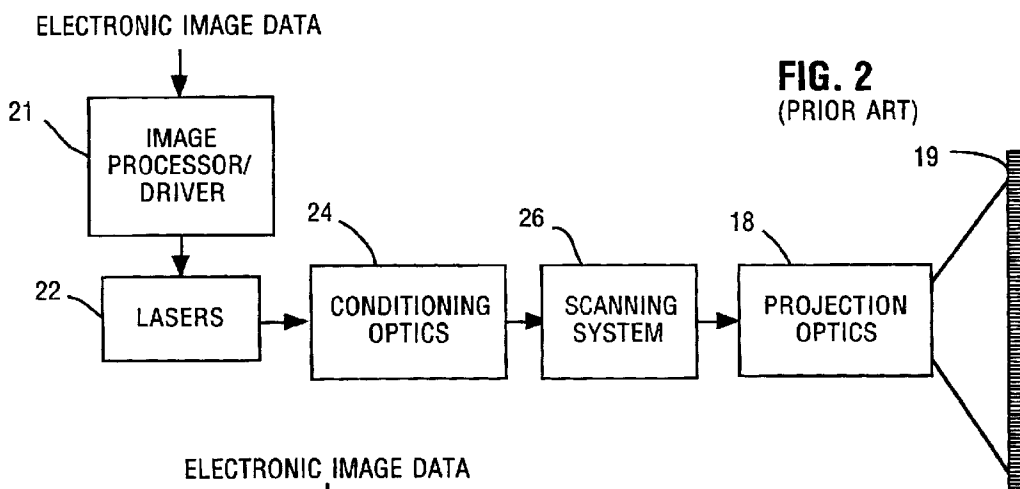 ELECTRONIC IMAGE DATA
FIG. 2
(PRIOR ART)
21
IMAGE
PROCESSOR/
DRIVER
19
24
26
18
22
LASERS
CONDITIONING
OPTICS
SCANNING
SYSTEM
PROJECTION
OPTICS
ELECTRONIC IMAGE DATA